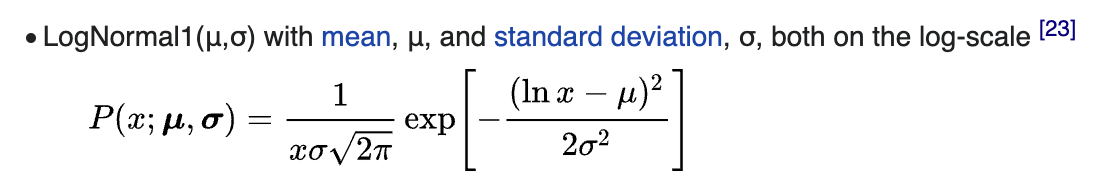 • LogNormal1(μ,σ) with mean, μ, and standard deviation, σ, both on the log-scale [23]
P(x; μ, σ) = 1 / (xσ√(2π)) exp[−(ln x − μ)² / (2σ²)]